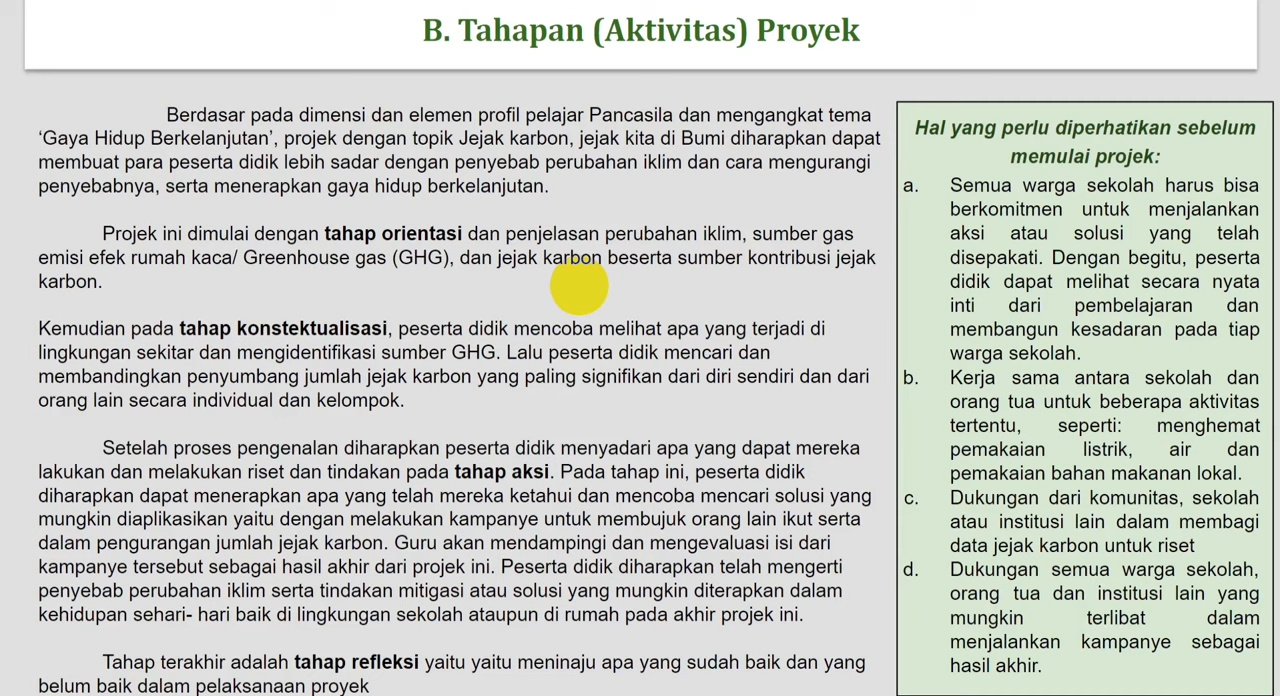 B. Tahapan (Aktivitas) Proyek
Berdasar pada dimensi dan elemen profil pelajar Pancasila dan mengangkat tema
‘Gaya Hidup Berkelanjutan’, projek dengan topik Jejak karbon, jejak kita di Bumi diharapkan dapat
membuat para peserta didik lebih sadar dengan penyebab perubahan iklim dan cara mengurangi
penyebabnya, serta menerapkan gaya hidup berkelanjutan.
Projek ini dimulai dengan tahap orientasi dan penjelasan perubahan iklim, sumber gas
emisi efek rumah kaca/ Greenhouse gas (GHG), dan jejak karbon beserta sumber kontribusi jejak
karbon.
Kemudian pada tahap konstektualisasi, peserta didik mencoba melihat apa yang terjadi di
lingkungan sekitar dan mengidentifikasi sumber GHG. Lalu peserta didik mencari dan
membandingkan penyumbang jumlah jejak karbon yang paling signifikan dari diri sendiri dan dari
orang lain secara individual dan kelompok.
Setelah proses pengenalan diharapkan peserta didik menyadari apa yang dapat mereka
lakukan dan melakukan riset dan tindakan pada tahap aksi. Pada tahap ini, peserta didik
diharapkan dapat menerapkan apa yang telah mereka ketahui dan mencoba mencari solusi yang
mungkin diaplikasikan yaitu dengan melakukan kampanye untuk membujuk orang lain ikut serta
dalam pengurangan jumlah jejak karbon. Guru akan mendampingi dan mengevaluasi isi dari
kampanye tersebut sebagai hasil akhir dari projek ini. Peserta didik diharapkan telah mengerti
penyebab perubahan iklim serta tindakan mitigasi atau solusi yang mungkin diterapkan dalam
kehidupan sehari- hari baik di lingkungan sekolah ataupun di rumah pada akhir projek ini.
Tahap terakhir adalah tahap refleksi yaitu yaitu meninaju apa yang sudah baik dan yang
belum baik dalam pelaksanaan proyek
Hal yang perlu diperhatikan sebelum
memulai projek:
a. Semua warga sekolah harus bisa
berkomitmen untuk menjalankan
aksi atau solusi yang telah
disepakati. Dengan begitu, peserta
didik dapat melihat secara nyata
inti dari pembelajaran dan
membangun kesadaran pada tiap
warga sekolah.
b. Kerja sama antara sekolah dan
orang tua untuk beberapa aktivitas
tertentu, seperti: menghemat
pemakaian listrik, air dan
pemakaian bahan makanan lokal.
c. Dukungan dari komunitas, sekolah
atau institusi lain dalam membagi
data jejak karbon untuk riset
d. Dukungan semua warga sekolah,
orang tua dan institusi lain yang
mungkin terlibat dalam
menjalankan kampanye sebagai
hasil akhir.